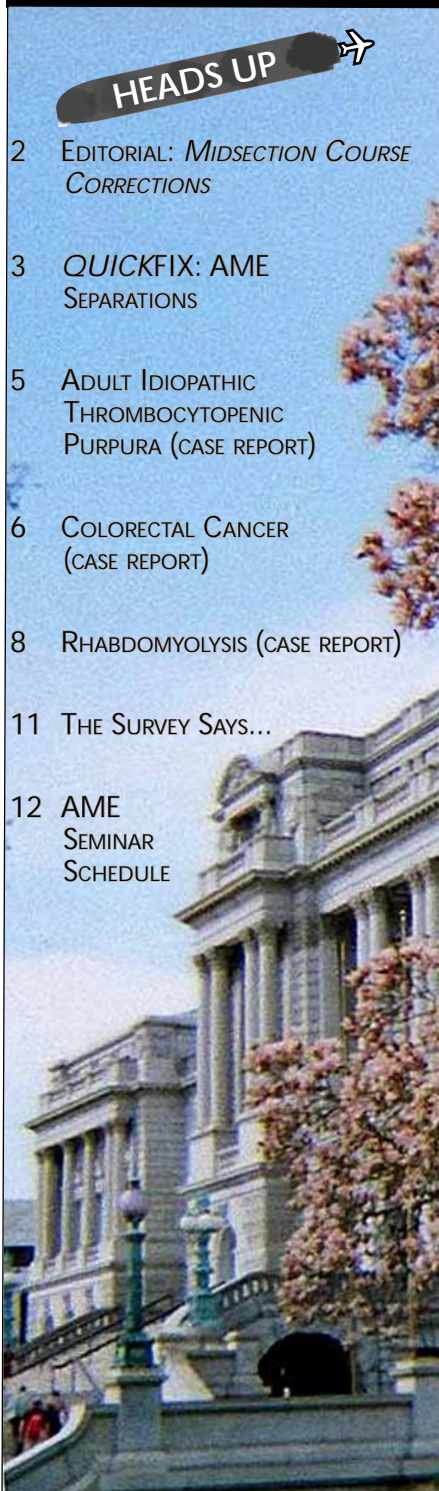 HEADS UP
2 EDITORIAL: MIDSECTION COURSE
CORRECTIONS
3 QUICKFIX: AME
SEPARATIONS
5 ADULT IDIOPATHIC
THROMBOCYTOPENIC
PURPURA (CASE REPORT)
6 COLORECTAL CANCER
(CASE REPORT)
8 RHABDOMYOLYSIS (CASE REPORT)
11 THE SURVEY SAYS...
12 AME
SEMINAR
SCHEDULE